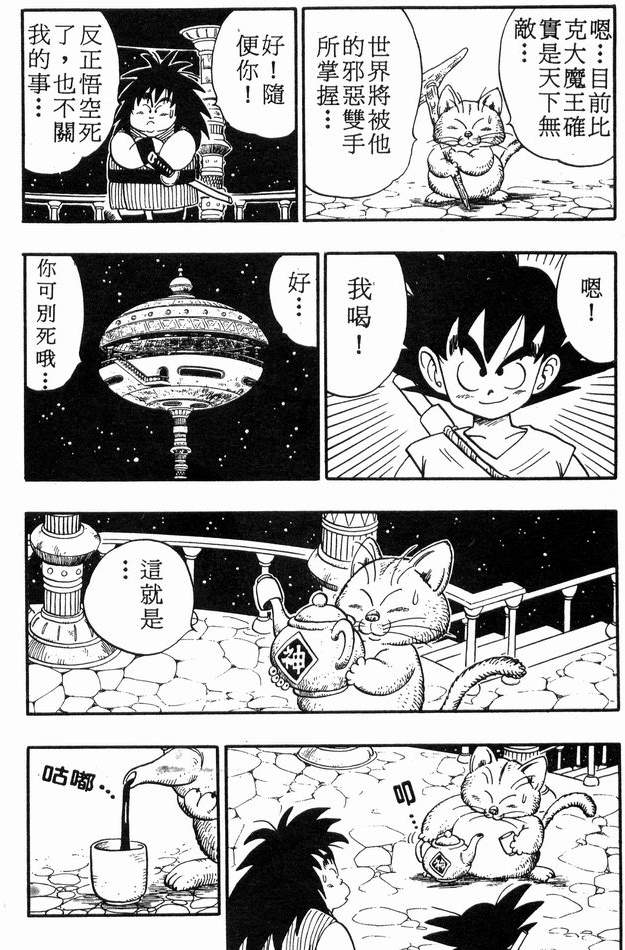 嗯…目前比
克大魔王確
實是天下無
敵…
世界將被他
的邪惡雙手
所掌握…
好!隨
便你!
反正悟空死
了,也不關
我的事…
嗯!
我喝!
好…
你可別死哦…
這就是
…
神
咕嘟…
叩
神